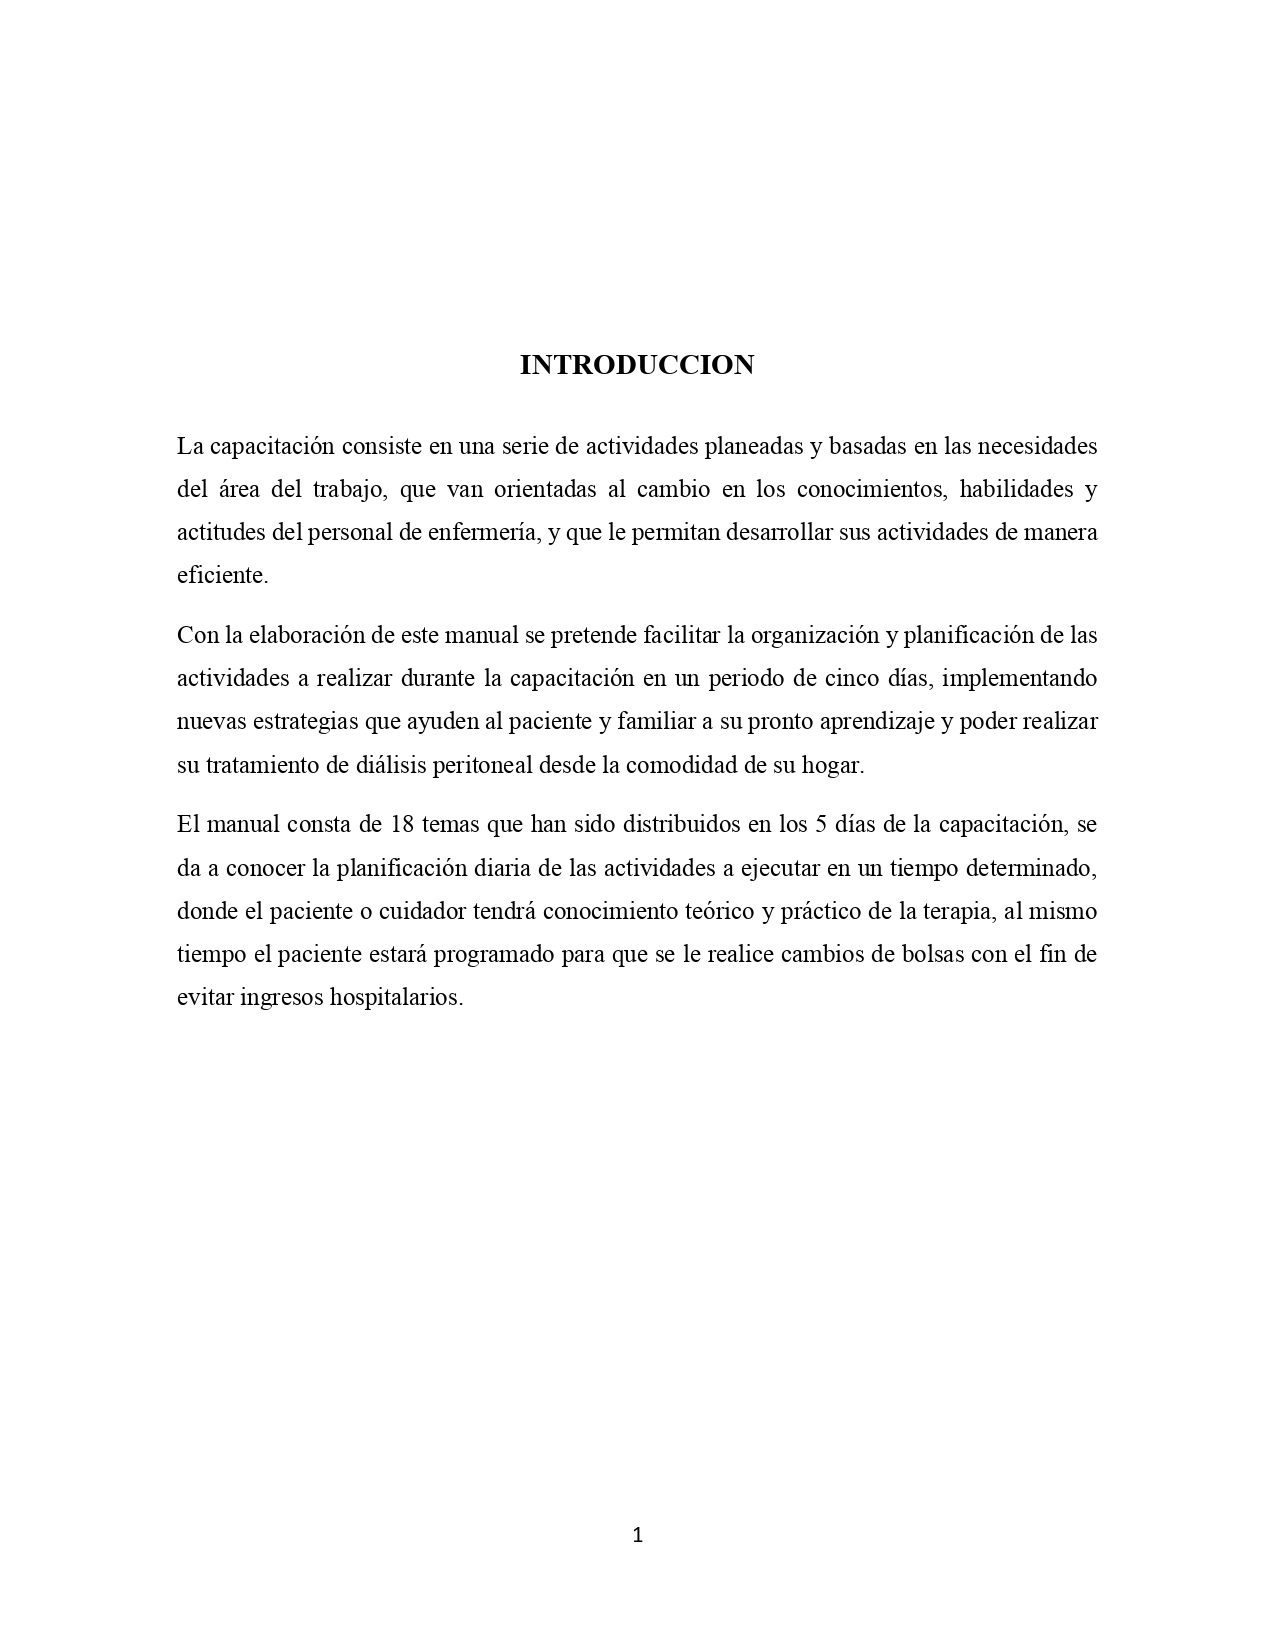 INTRODUCCION
La capacitación consiste en una serie de actividades planeadas y basadas en las necesidades
del área del trabajo, que van orientadas al cambio en los conocimientos, habilidades y
actitudes del personal de enfermería, y que le permitan desarrollar sus actividades de manera
eficiente.
Con la elaboración de este manual se pretende facilitar la organización y planificación de las
actividades a realizar durante la capacitación en un periodo de cinco días, implementando
nuevas estrategias que ayuden al paciente y familiar a su pronto aprendizaje y poder realizar
su tratamiento de diálisis peritoneal desde la comodidad de su hogar.
El manual consta de 18 temas que han sido distribuidos en los 5 días de la capacitación, se
da a conocer la planificación diaria de las actividades a ejecutar en un tiempo determinado,
donde el paciente o cuidador tendrá conocimiento teórico y práctico de la terapia, al mismo
tiempo el paciente estará programado para que se le realice cambios de bolsas con el fin de
evitar ingresos hospitalarios.
1